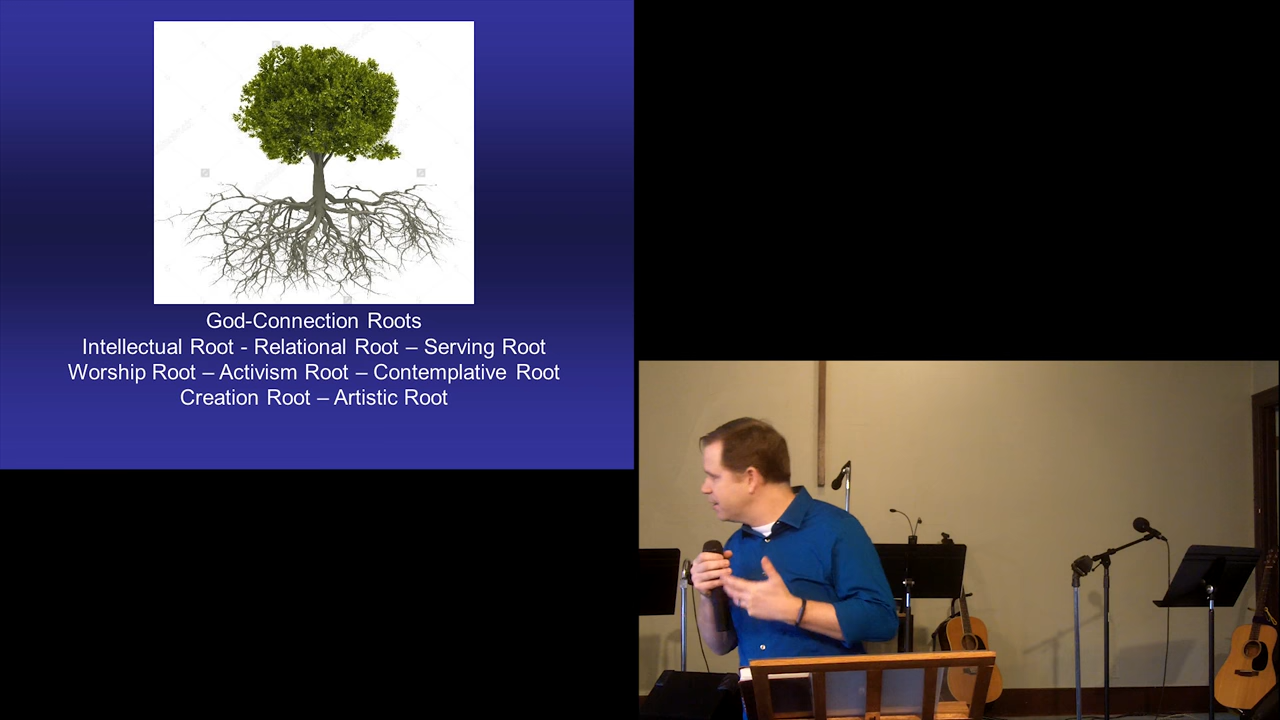 God-Connection Roots
Intellectual Root - Relational Root – Serving Root
Worship Root – Activism Root – Contemplative Root
Creation Root – Artistic Root